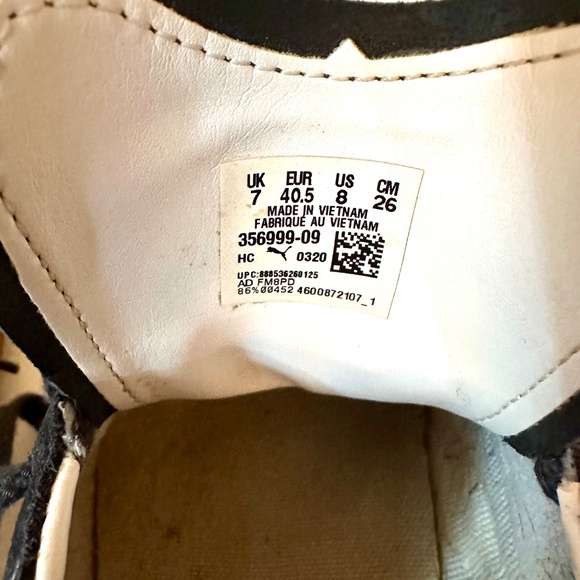 UK EUR US CM
7 40.5 8 26
MADE IN VIETNAM
FABRIQUÉ AU VIETNAM
356999-09
HC 0320
UPC:888536260125
AD FM8PD
86%00452 4600872107_1